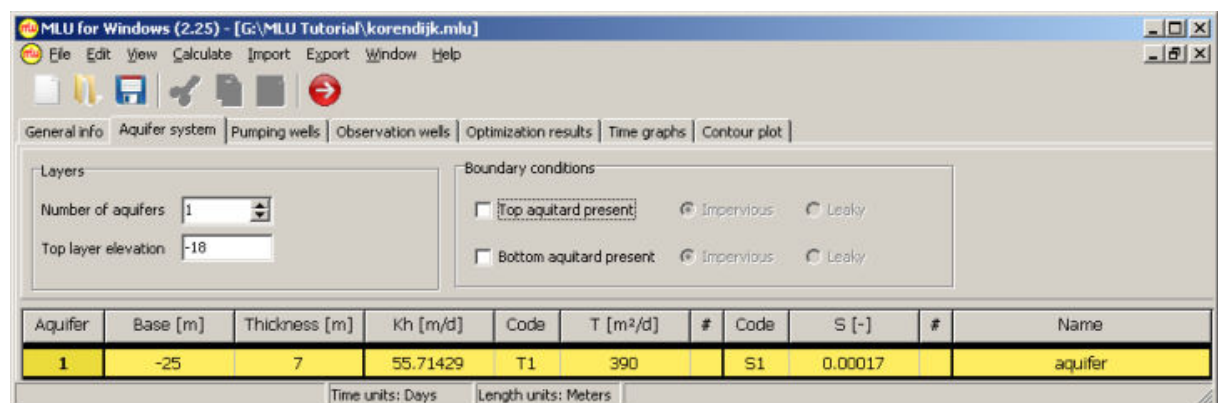 MLU for Windows (2.25) - [G:\MLU Tutorial\korendijk.mlu]
File Edit View Calculate Import Export Window Help
General info Aquifer system Pumping wells Observation wells Optimization results Time graphs Contour plot
Layers
Number of aquifers 1
Top layer elevation -18
Boundary conditions
Top aquitard present Impervious Leaky
Bottom aquitard present Impervious Leaky
Aquifer Base [m] Thickness [m] Kh [m/d] Code T [m²/d] # Code S [-] # Name
1 -25 7 55.71429 T1 390 S1 0.00017 aquifer
Time units: Days Length units: Meters